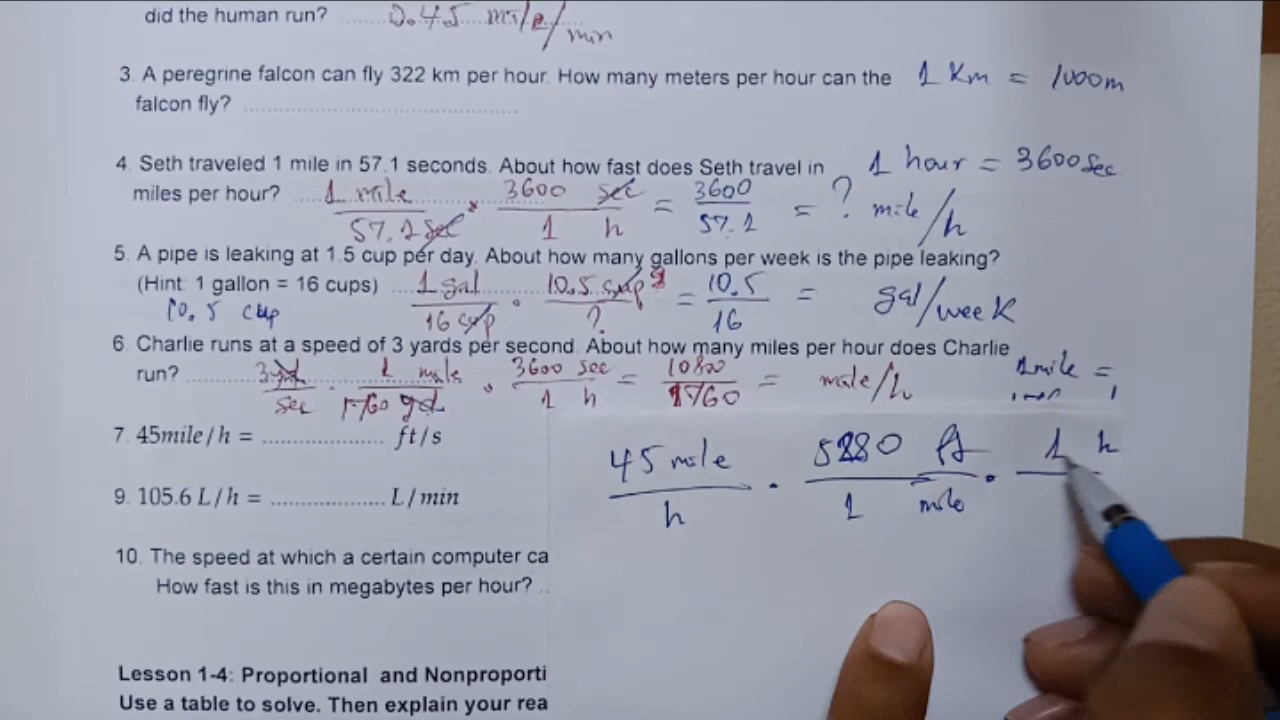 did the human run? 0.45 mile/min
3. A peregrine falcon can fly 322 km per hour. How many meters per hour can the 1 Km = 1000m
falcon fly?
4. Seth traveled 1 mile in 57.1 seconds. About how fast does Seth travel in 1 hour = 3600 sec
miles per hour? 1 mile / 57.1 sec · 3600 sec / 1 h = 3600 / 57.1 = ? mile/h
5. A pipe is leaking at 1.5 cup per day. About how many gallons per week is the pipe leaking?
(Hint: 1 gallon = 16 cups) 1 gal / 16 cup · 10.5 cups / ? = 10.5 / 16 = gal/week
10.5 cup
6. Charlie runs at a speed of 3 yards per second. About how many miles per hour does Charlie
run? 3 yd / sec · 1 male / 1760 yd · 3600 sec / 1 h = 10800 / 1760 = male/h 1 mile =
7. 45mile/h = .................... ft/s
45 mile / h · 5280 ft / 1 mile · 1 h
9. 105.6 L/h = .................... L/min
10. The speed at which a certain computer ca
How fast is this in megabytes per hour?
Lesson 1-4: Proportional and Nonproporti
Use a table to solve. Then explain your rea